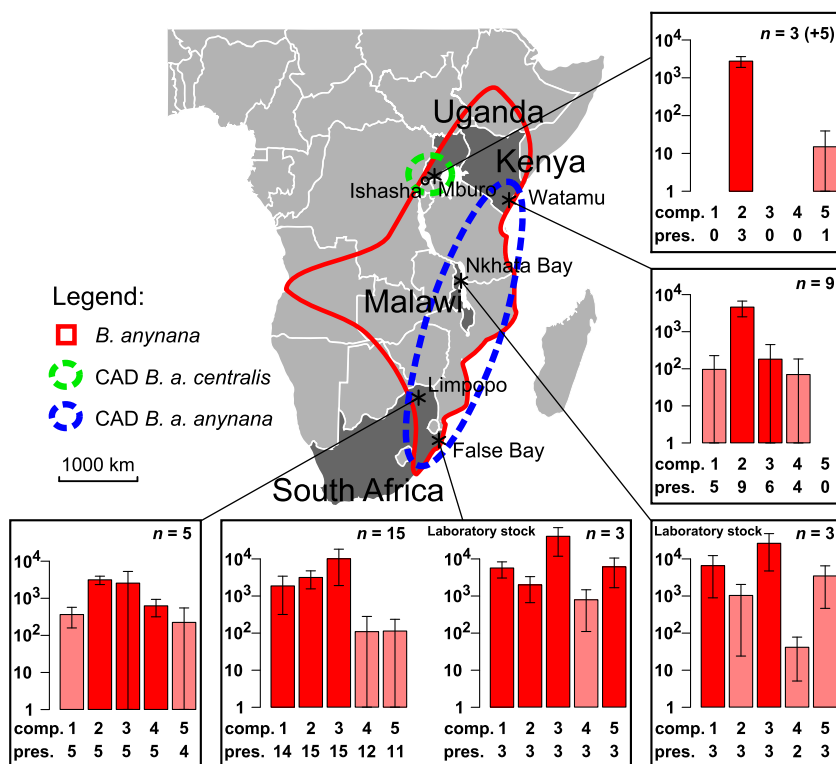 Uganda
Kenya
Ishasha
Mburo
Watamu
Nkhata Bay
Malawi
Limpopo
False Bay
South Africa
Legend:
B. anynana
CAD B. a. centralis
CAD B. a. anynana
1000 km
n = 3 (+5)
10⁴
10³
10²
10
1
comp. 1 2 3 4 5
pres. 0 3 0 0 1
n = 9
10⁴
10³
10²
10
1
comp. 1 2 3 4 5
pres. 5 9 6 4 0
n = 5
10⁴
10³
10²
10
1
comp. 1 2 3 4 5
pres. 5 5 5 5 4
n = 15
10⁴
10³
10²
10
1
comp. 1 2 3 4 5
pres. 14 15 15 12 11
Laboratory stock
n = 3
10⁴
10³
10²
10
1
comp. 1 2 3 4 5
pres. 3 3 3 3 3
Laboratory stock
n = 3
10⁴
10³
10²
10
1
comp. 1 2 3 4 5
pres. 3 3 3 2 3